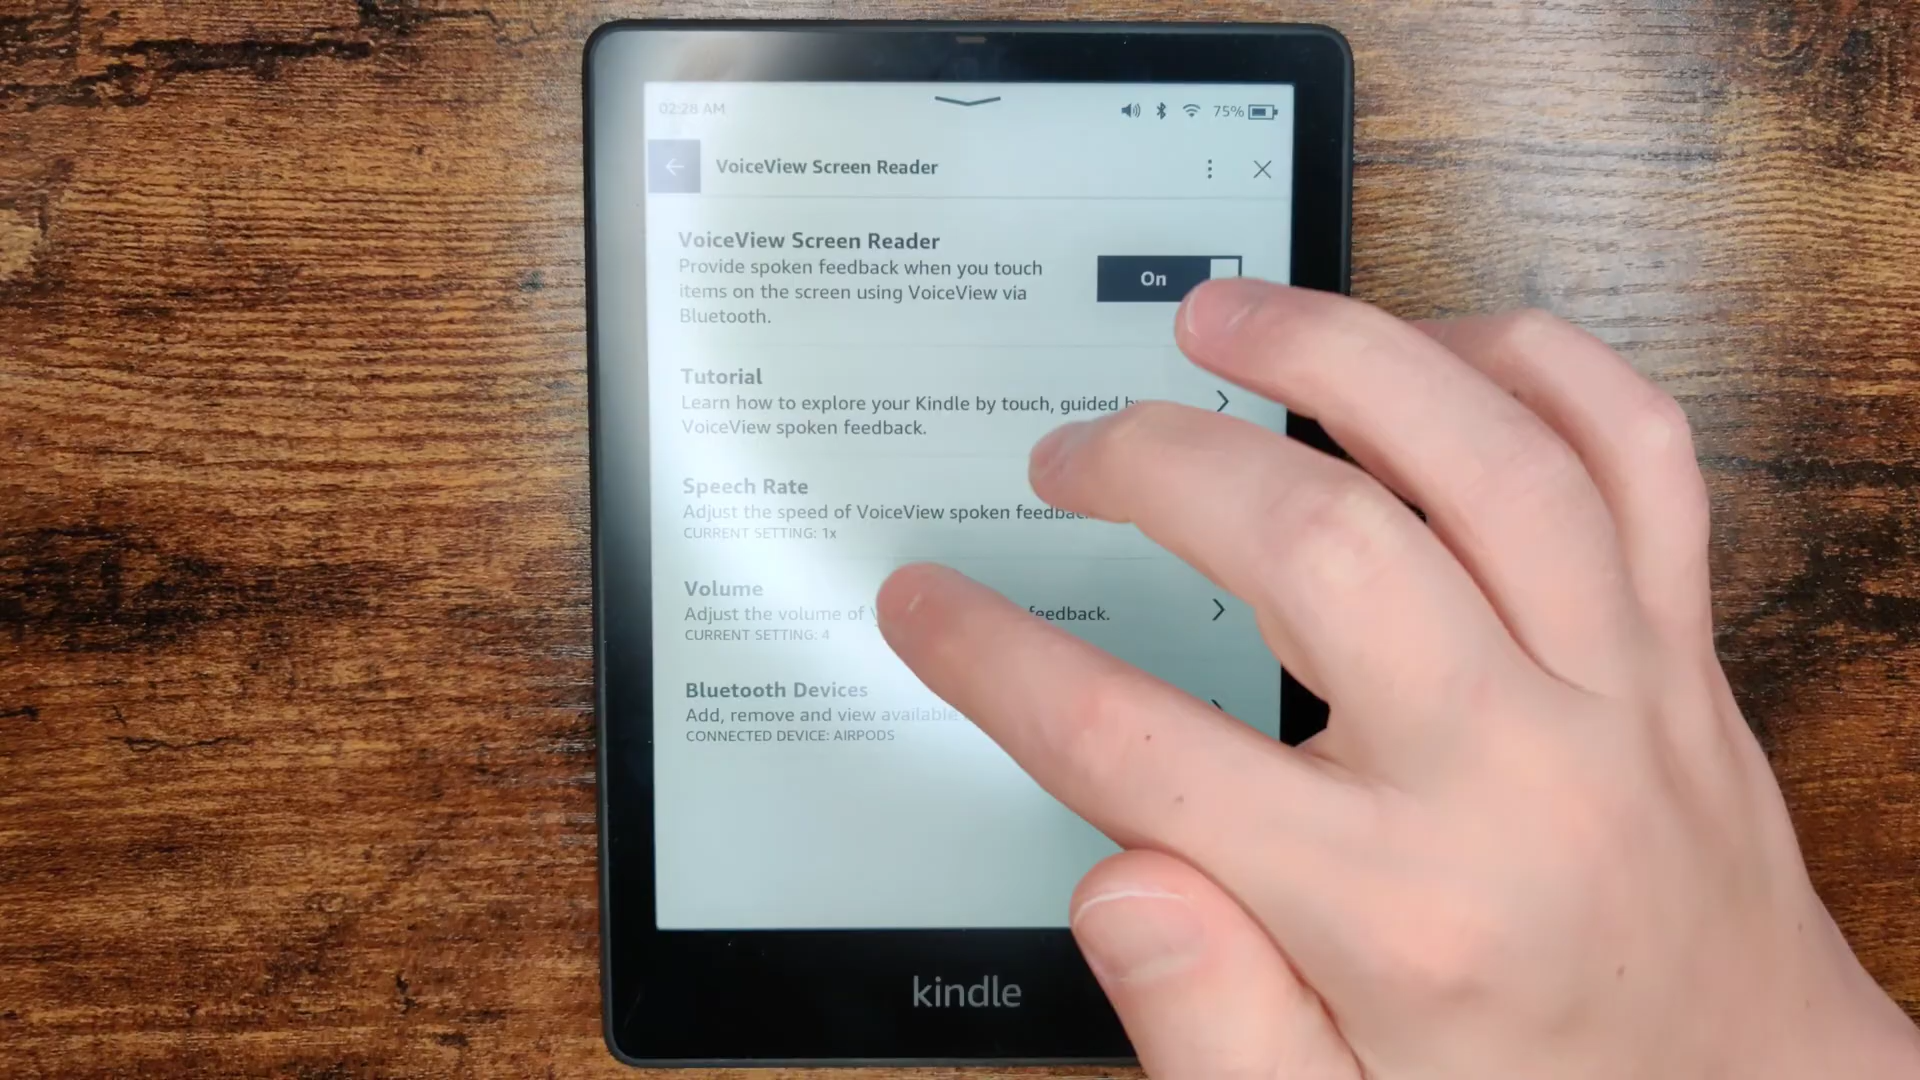 02:28 AM
75%
VoiceView Screen Reader
VoiceView Screen Reader
Provide spoken feedback when you touch
items on the screen using VoiceView via
Bluetooth.
On
Tutorial
Learn how to explore your Kindle by touch, guided
VoiceView spoken feedback.
Speech Rate
Adjust the speed of VoiceView spoken
CURRENT SETTING: 1x
Volume
Adjust the volume of feedback.
CURRENT SETTING: 4
Bluetooth Devices
Add, remove and view available
CONNECTED DEVICE: AIRPODS
kindle